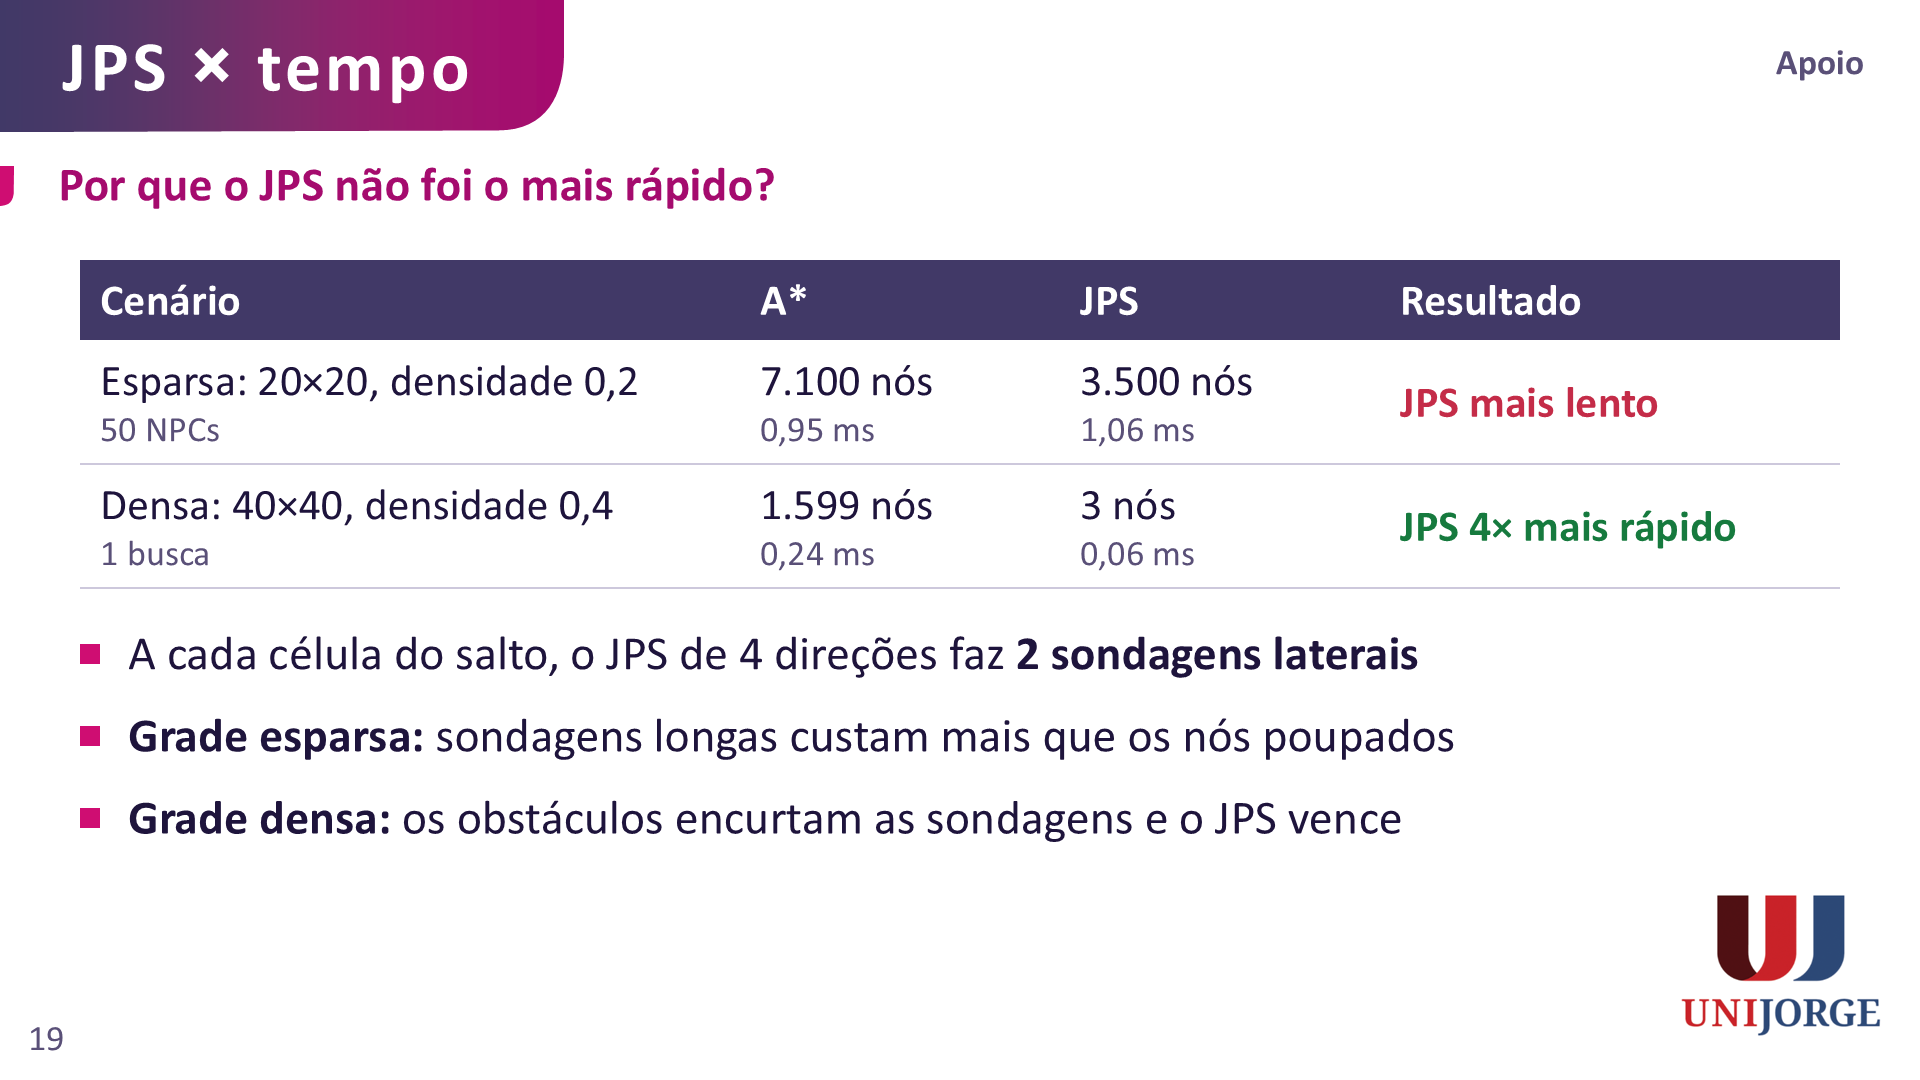 JPS × tempo
Apoio
Por que o JPS não foi o mais rápido?
Cenário A* JPS Resultado
Esparsa: 20×20, densidade 0,2 7.100 nós 3.500 nós JPS mais lento
50 NPCs 0,95 ms 1,06 ms
Densa: 40×40, densidade 0,4 1.599 nós 3 nós JPS 4× mais rápido
1 busca 0,24 ms 0,06 ms
A cada célula do salto, o JPS de 4 direções faz 2 sondagens laterais
Grade esparsa: sondagens longas custam mais que os nós poupados
Grade densa: os obstáculos encurtam as sondagens e o JPS vence
UNIJORGE
19